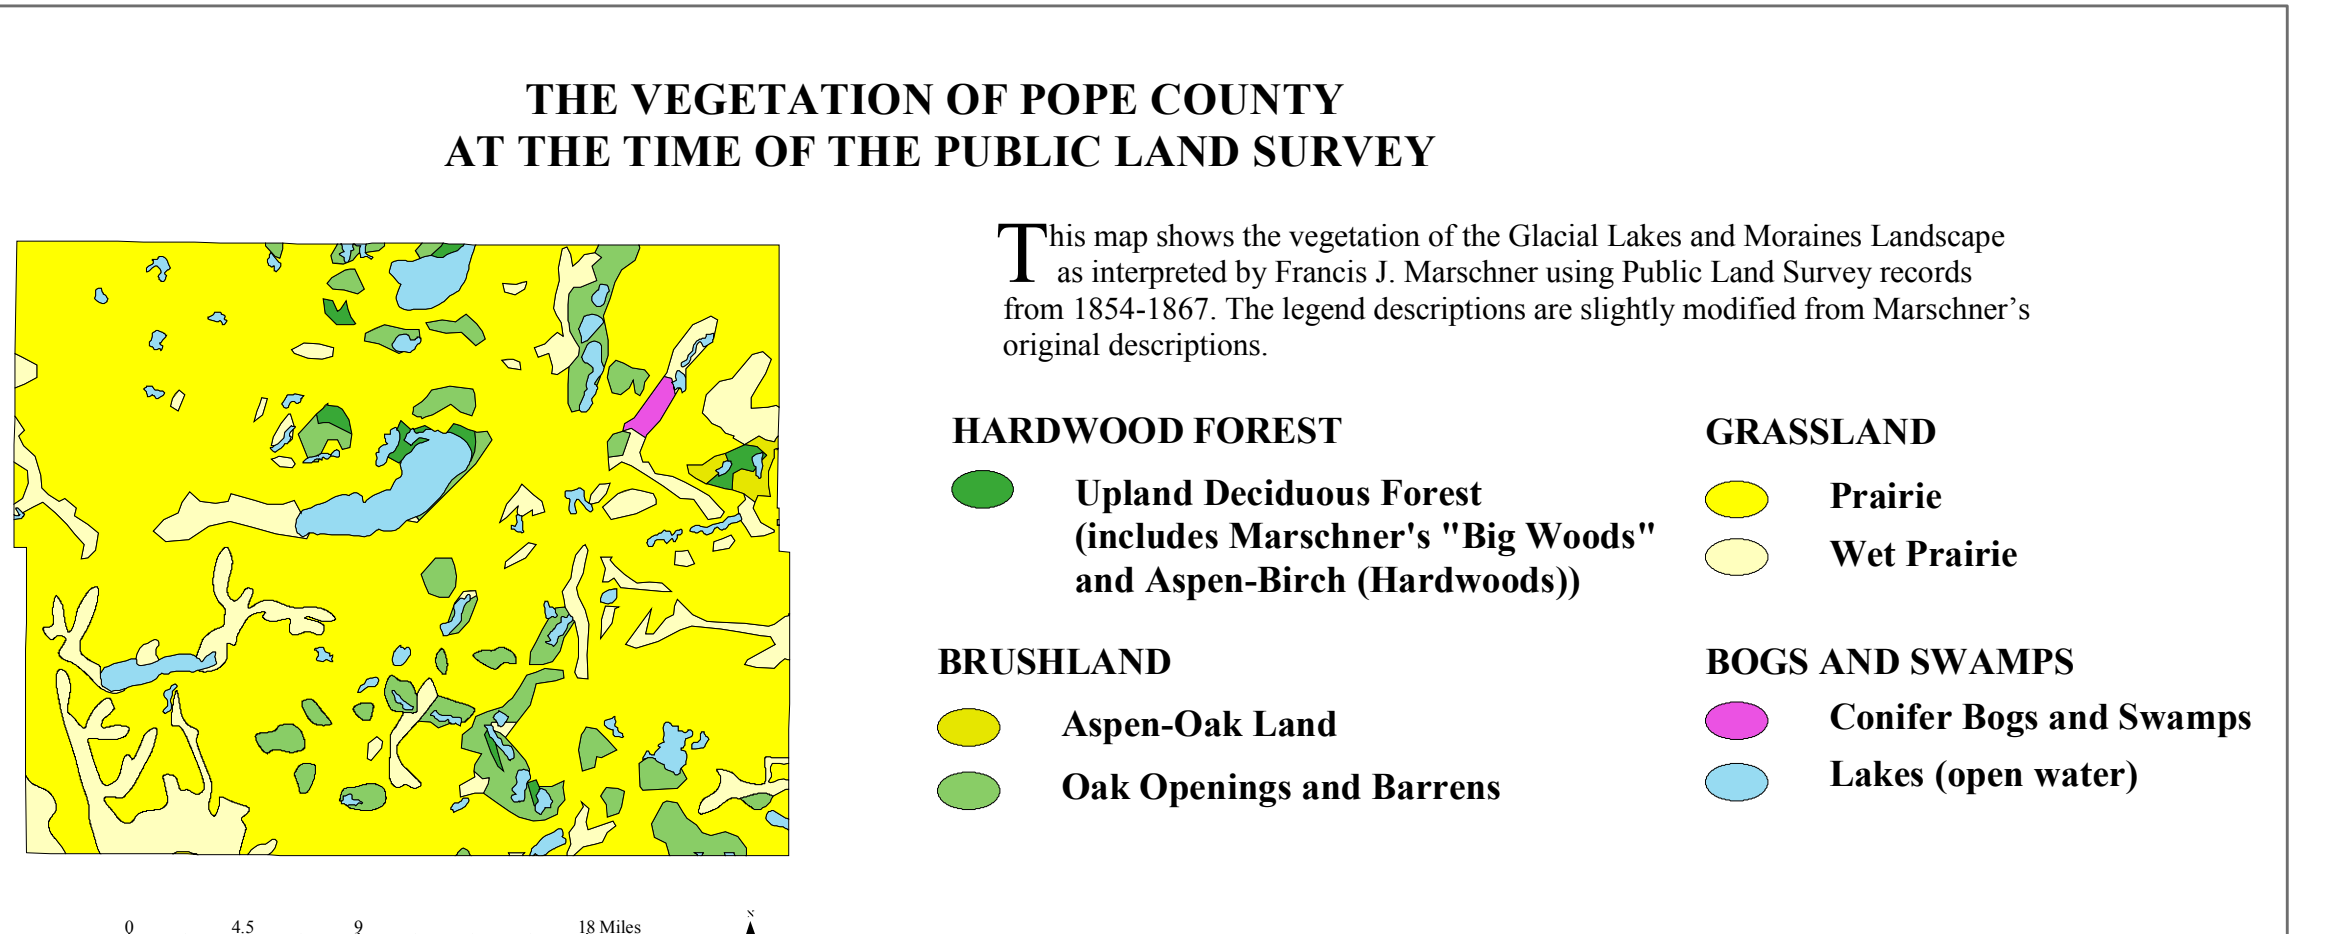 THE VEGETATION OF POPE COUNTY
AT THE TIME OF THE PUBLIC LAND SURVEY
This map shows the vegetation of the Glacial Lakes and Moraines Landscape
as interpreted by Francis J. Marschner using Public Land Survey records
from 1854-1867. The legend descriptions are slightly modified from Marschner’s
original descriptions.
HARDWOOD FOREST
Upland Deciduous Forest
(includes Marschner's "Big Woods"
and Aspen-Birch (Hardwoods))
BRUSHLAND
Aspen-Oak Land
Oak Openings and Barrens
GRASSLAND
Prairie
Wet Prairie
BOGS AND SWAMPS
Conifer Bogs and Swamps
Lakes (open water)
0 4.5 9 18 Miles
N